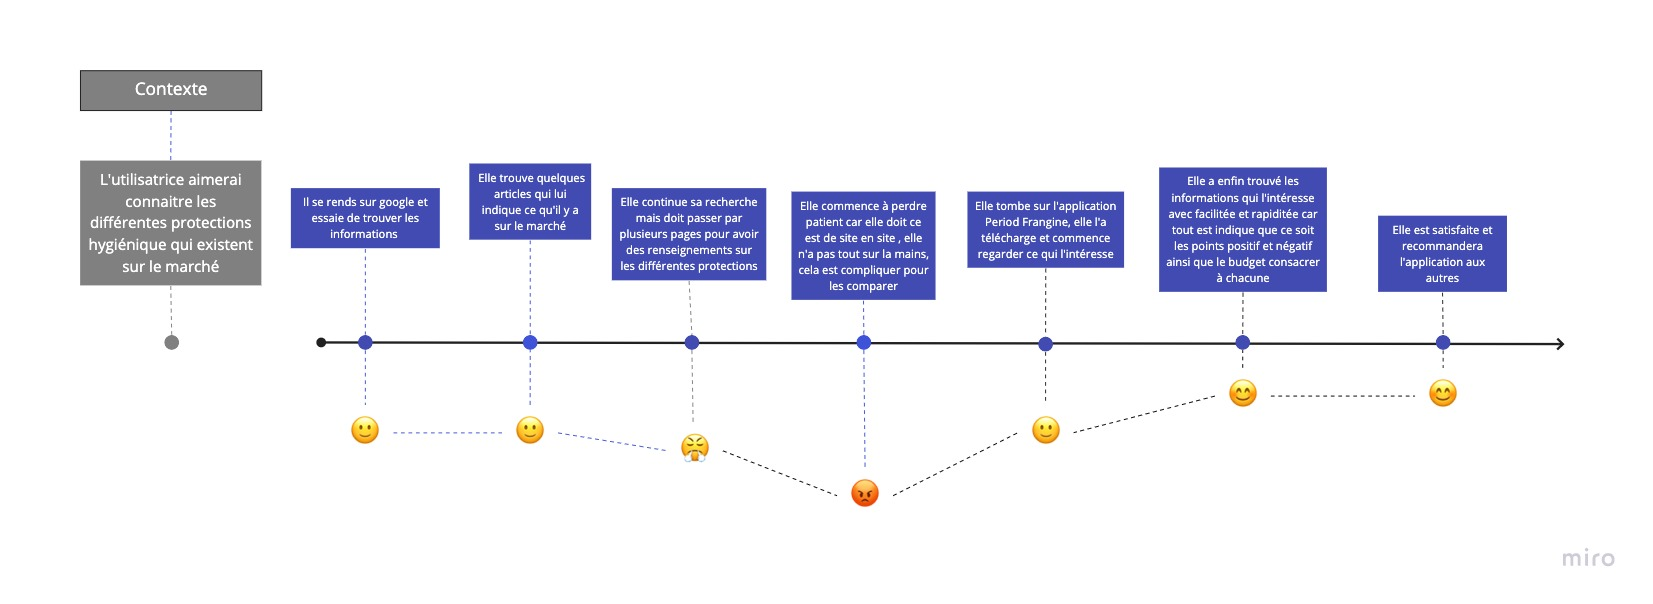 Contexte
L'utilisatrice aimerai
connaitre les
différentes protections
hygiénique qui existent
sur le marché
Il se rends sur google et
essaie de trouver les
informations
Elle trouve quelques
articles qui lui
indique ce qu'il y a
sur le marché
Elle continue sa recherche
mais doit passer par
plusieurs pages pour avoir
des renseignements sur
les différentes protections
Elle commence à perdre
patient car elle doit ce
est de site en site , elle
n'a pas tout sur la mains,
cela est compliquer pour
les comparer
Elle tombe sur l'application
Period Frangine, elle l'a
télécharge et commence
regarder ce qui l'intéresse
Elle a enfin trouvé les
informations qui l'intéresse
avec facilitée et rapiditée car
tout est indique que ce soit
les points positif et négatif
ainsi que le budget consacrer
à chacune
Elle est satisfaite et
recommandera
l'application aux
autres
miro